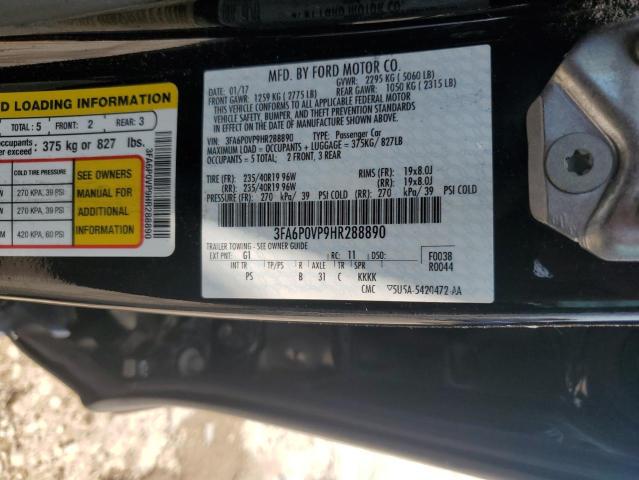 D LOADING INFORMATION
TOTAL: 5 FRONT: 2 REAR: 3
occupants
exceed: 375 kg or 827 lbs.
COLD TIRE PRESSURE
270 KPA, 39 PSI
270 KPA, 39 PSI
420 KPA, 60 PSI
SEE OWNERS
MANUAL FOR
ADDITIONAL
INFORMATION
3FA6P0VP9HR288890
MFD. BY FORD MOTOR CO.
01/17 GVWR: 2295 KG ( 5060 LB)
FRONT GAWR: 1259 KG ( 2775 LB) REAR GAWR: 1050 KG ( 2315 LB)
THIS VEHICLE CONFORMS TO ALL APPLICABLE FEDERAL MOTOR
VEHICLE SAFETY, BUMPER, AND THEFT PREVENTION STANDARDS
IN EFFECT ON THE DATE OF MANUFACTURE SHOWN ABOVE.
VIN: 3FA6P0VP9HR288890 TYPE: Passenger Car
MAXIMUM LOAD = OCCUPANTS + LUGGAGE = 375KG/ 827LB
OCCUPANTS = 5 TOTAL: 2 FRONT, 3 REAR
TIRE (FR): 235/40R19 96W RIMS (FR): 19x8.0J
(RR): 235/40R19 96W (RR): 19x8.0J
PRESSURE (FR): 270 kPa/ 39 PSI COLD (RR): 270 kPa/ 39 PSI COLD
3FA6P0VP9HR288890
TRAILER TOWING - SEE OWNER GUIDE
EXT PNT: G1 RC: 11 DSO: F0038
R0044
INT TR TP/PS R AXLE TR SPR
PS B 31 C KKKK
CMC 5U5A-5420472-AA